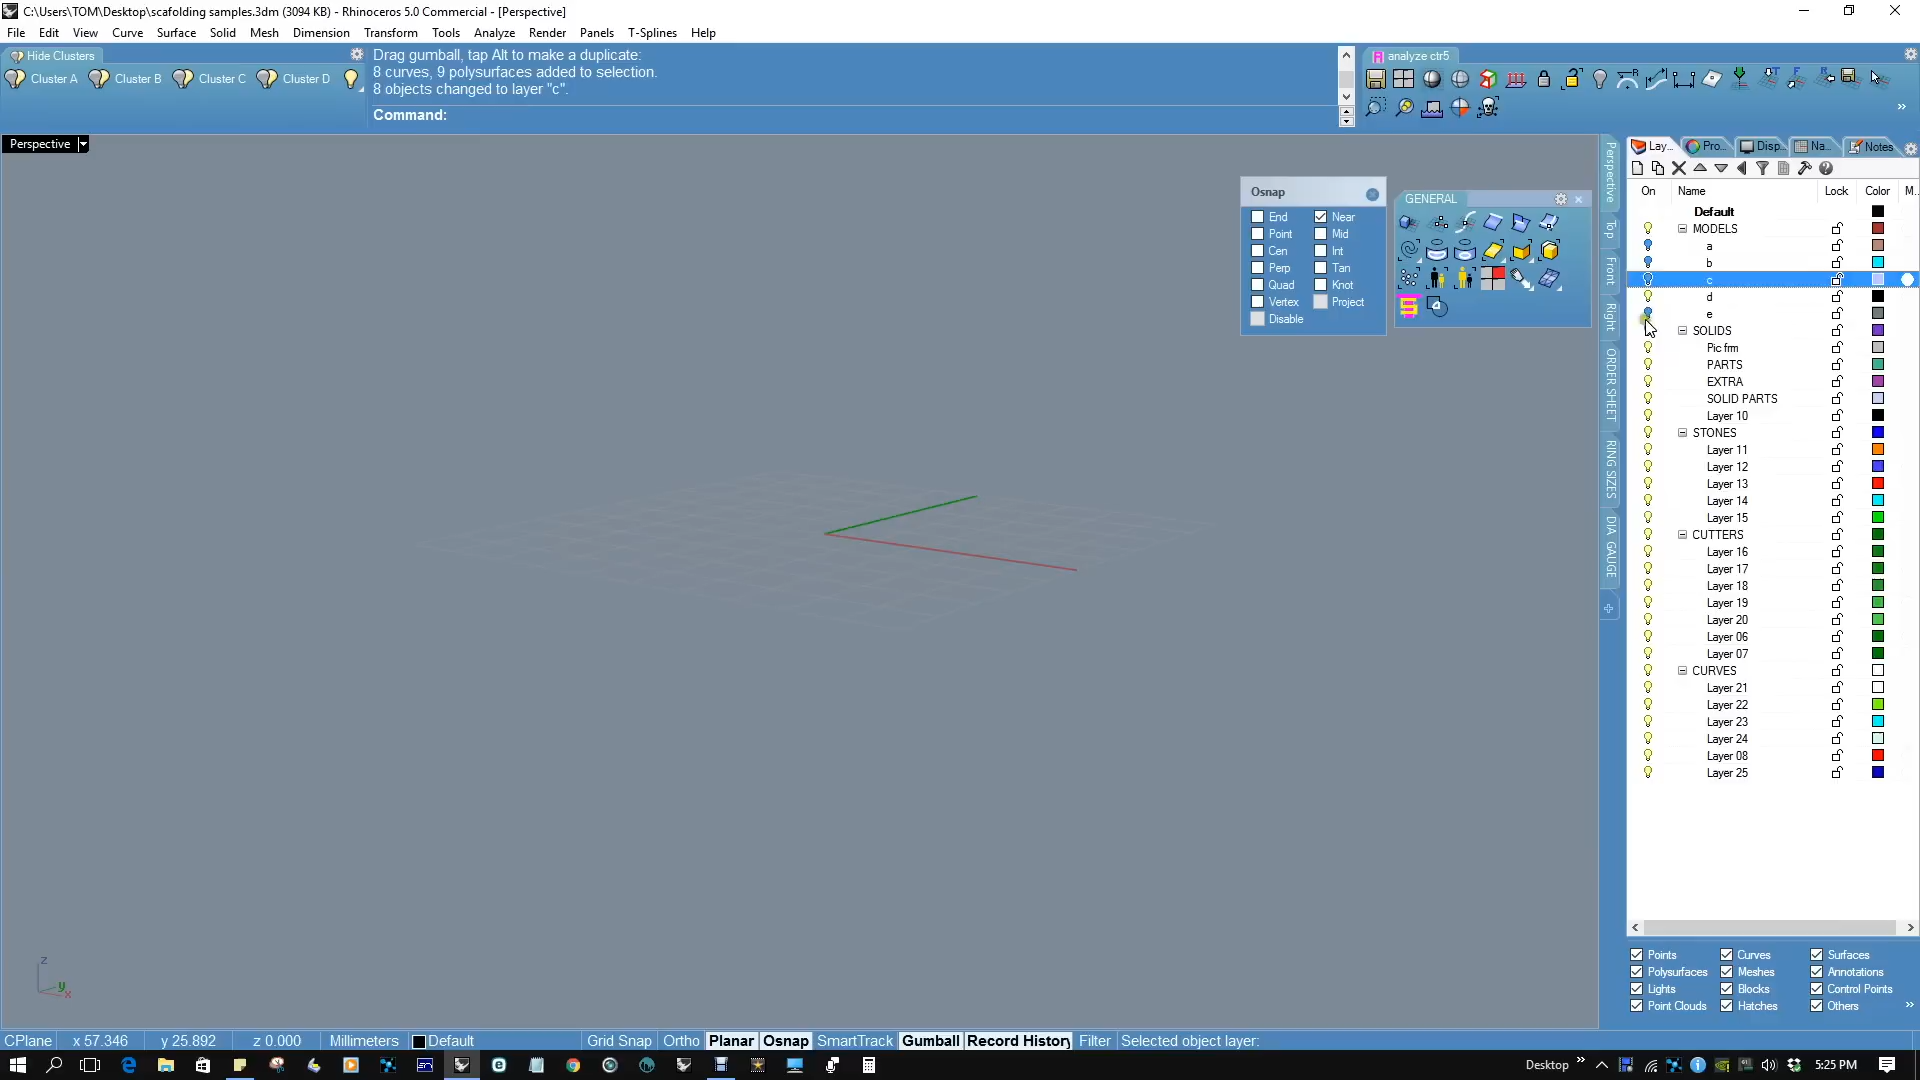 C:\Users\TOM\Desktop\scafolding samples.3dm (3094 KB) - Rhinoceros 5.0 Commercial - [Perspective]
File Edit View Curve Surface Solid Mesh Dimension Transform Tools Analyze Render Panels T-Splines Help
Hide Clusters
Cluster A Cluster B Cluster C Cluster D
Drag gumball, tap Alt to make a duplicate:
8 curves, 9 polysurfaces added to selection.
8 objects changed to layer "c".
Command:
analyze ctr5
Perspective
Osnap
End Near
Point Mid
Cen Int
Perp Tan
Quad Knot
Vertex Project
Disable
GENERAL
Perspective
Top
Front
Right
ORDER SHEET
RING SIZES
DIA GAUGE
Lay... Pro... Disp... Na... Notes
On Name Lock Color M...
Default
MODELS
a
b
c
d
e
SOLIDS
Pic frm
PARTS
EXTRA
SOLID PARTS
Layer 10
STONES
Layer 11
Layer 12
Layer 13
Layer 14
Layer 15
CUTTERS
Layer 16
Layer 17
Layer 18
Layer 19
Layer 20
Layer 06
Layer 07
CURVES
Layer 21
Layer 22
Layer 23
Layer 24
Layer 08
Layer 25
Points Curves Surfaces
Polysurfaces Meshes Annotations
Lights Blocks Control Points
Point Clouds Hatches Others
z
y
x
CPlane x 57.346 y 25.892 z 0.000 Millimeters Default Grid Snap Ortho Planar Osnap SmartTrack Gumball Record History Filter Selected object layer:
Desktop 5:25 PM